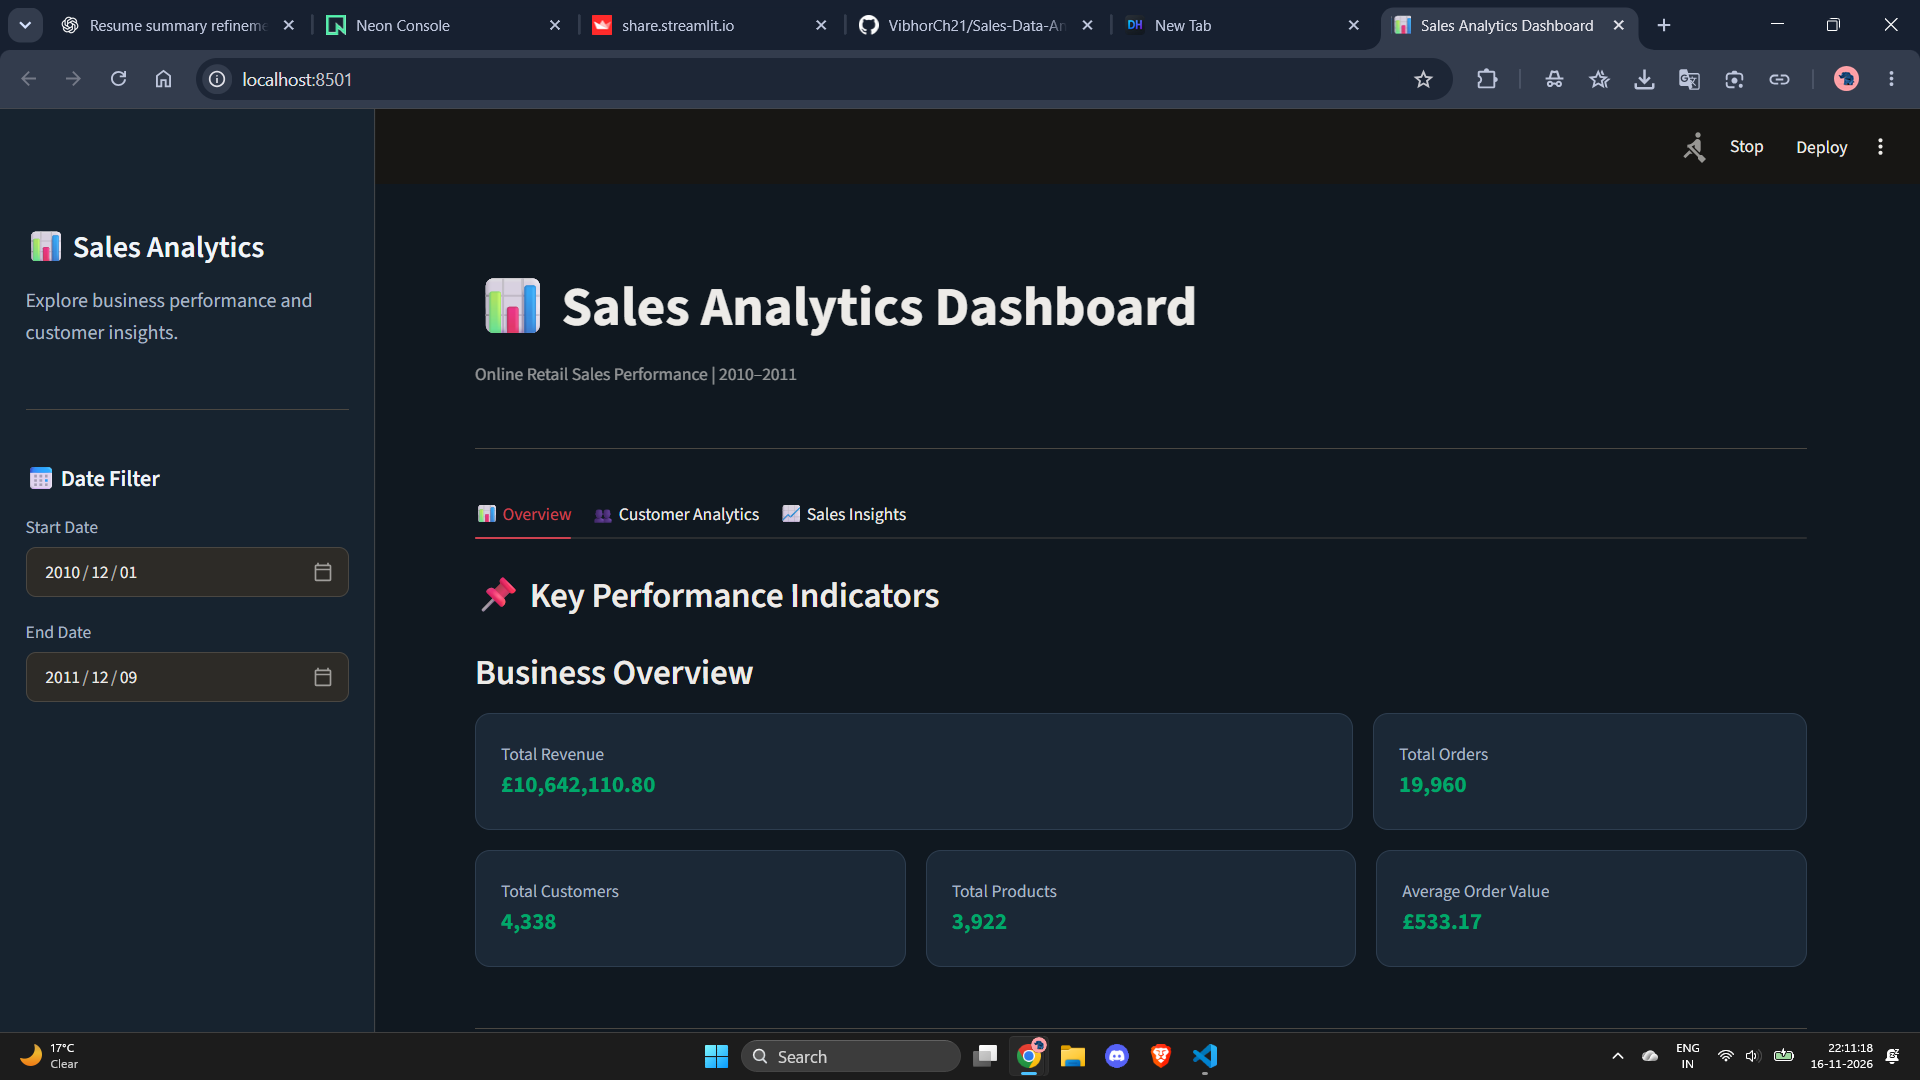 Resume summary refineme
Neon Console
share.streamlit.io
VibhorCh21/Sales-Data-An
DH
New Tab
Sales Analytics Dashboard
localhost:8501
Stop
Deploy
Sales Analytics
Explore business performance and
customer insights.
Date Filter
Start Date
2010/12/01
End Date
2011/12/09
Sales Analytics Dashboard
Online Retail Sales Performance | 2010–2011
Overview
Customer Analytics
Sales Insights
Key Performance Indicators
Business Overview
Total Revenue
£10,642,110.80
Total Orders
19,960
Total Customers
4,338
Total Products
3,922
Average Order Value
£533.17
17°C
Clear
Search
ENG
IN
22:11:18
16-11-2026